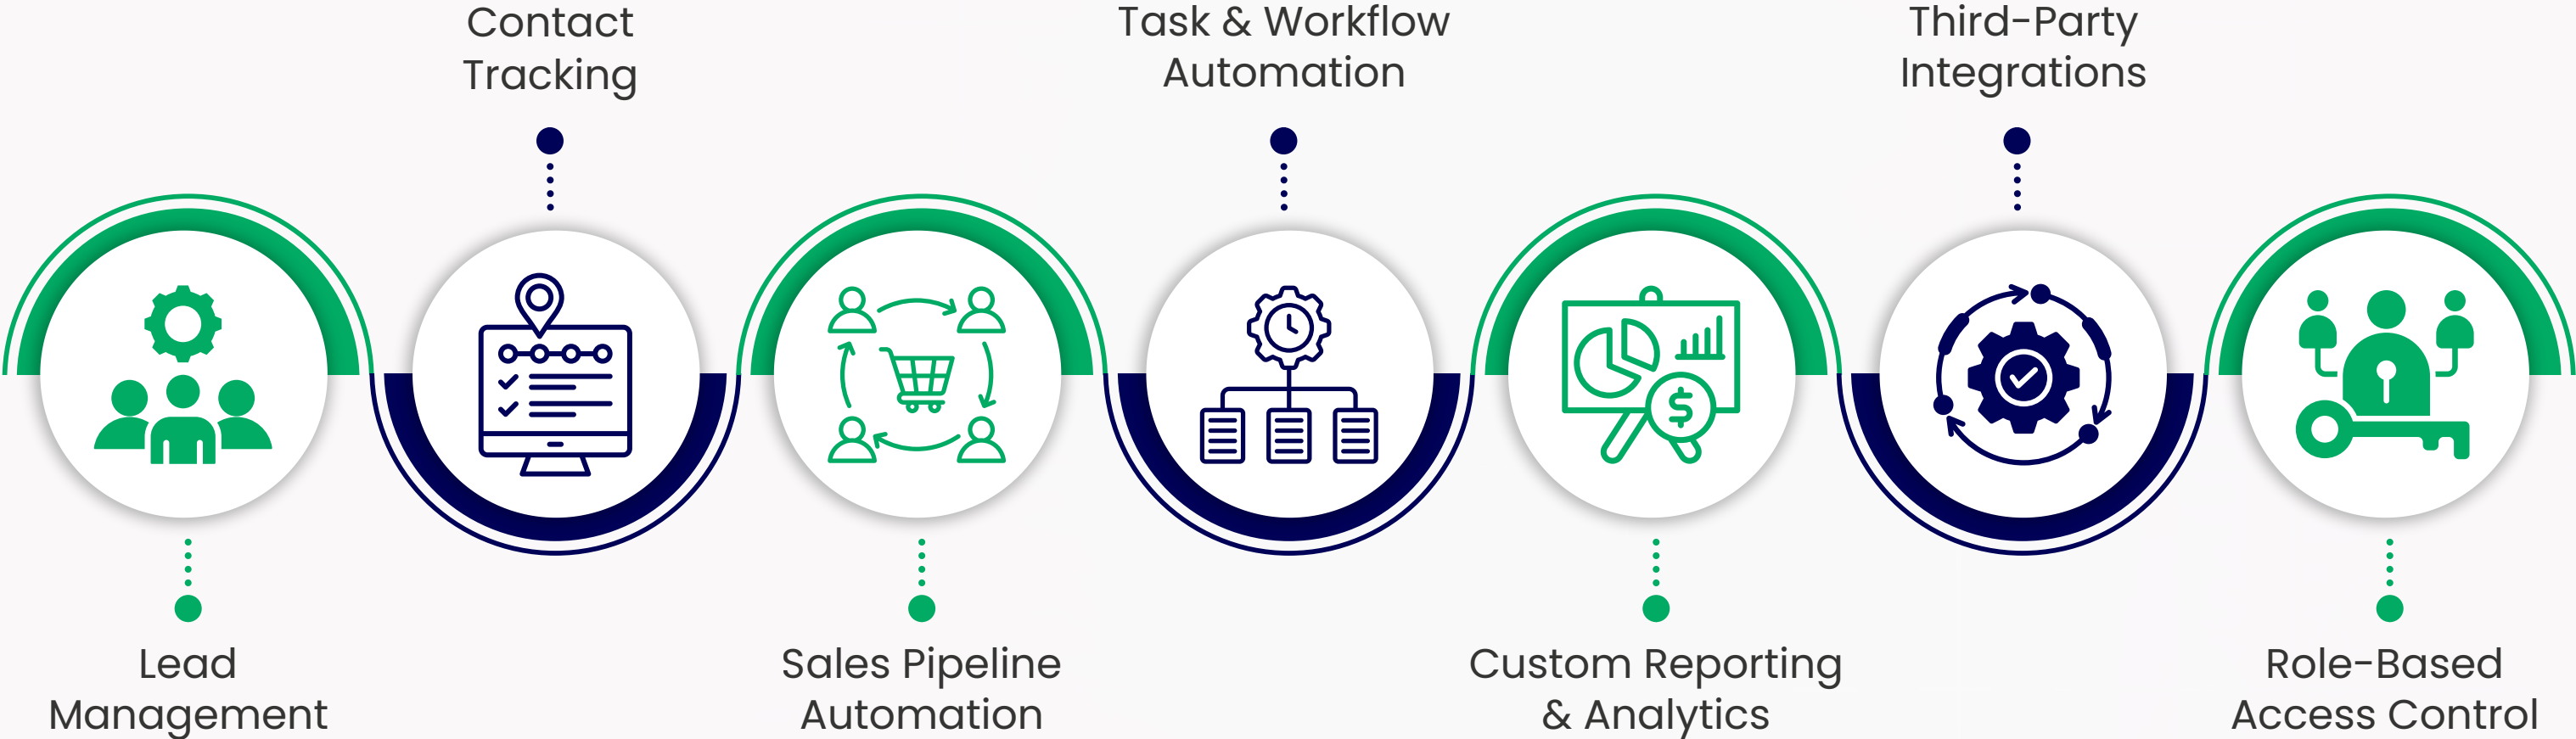 Contact
Tracking
Task & Workflow
Automation
Third-Party
Integrations
Lead
Management
Sales Pipeline
Automation
Custom Reporting
& Analytics
Role-Based
Access Control